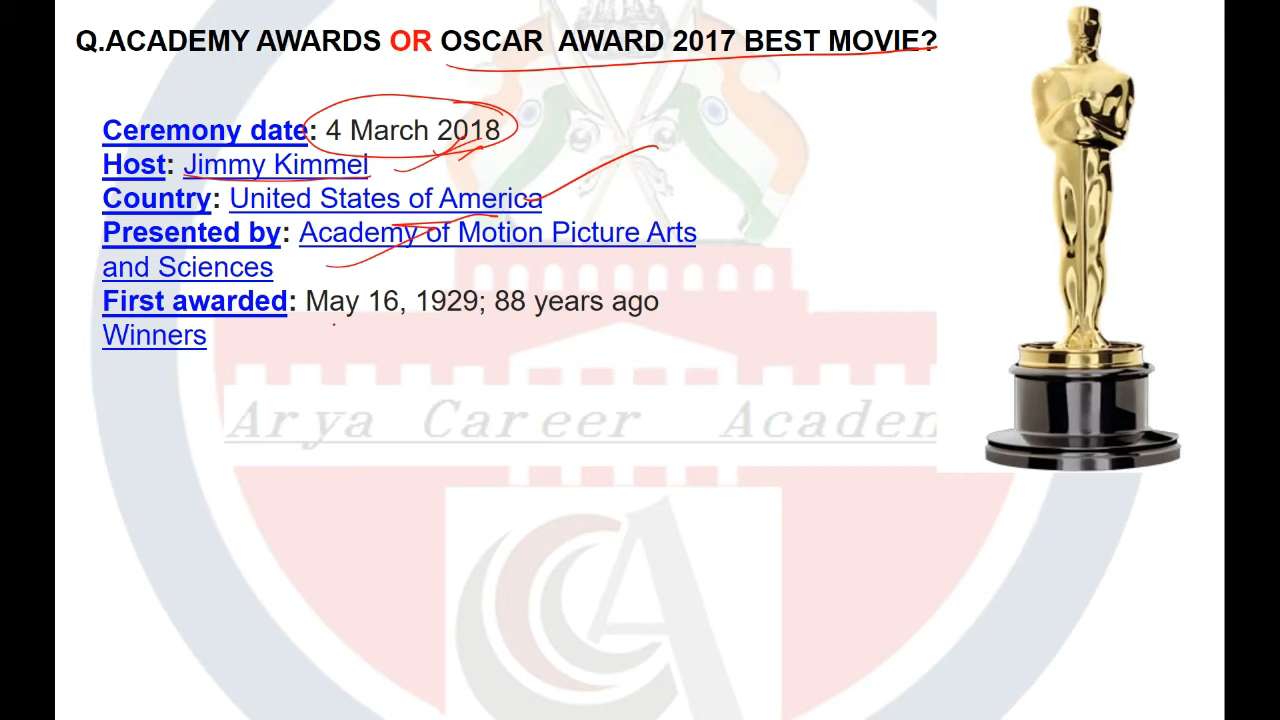 Q.ACADEMY AWARDS OR OSCAR AWARD 2017 BEST MOVIE?
Ceremony date: 4 March 2018
Host: Jimmy Kimmel
Country: United States of America
Presented by: Academy of Motion Picture Arts
and Sciences
First awarded: May 16, 1929; 88 years ago
Winners
Arya Career Academ
CA